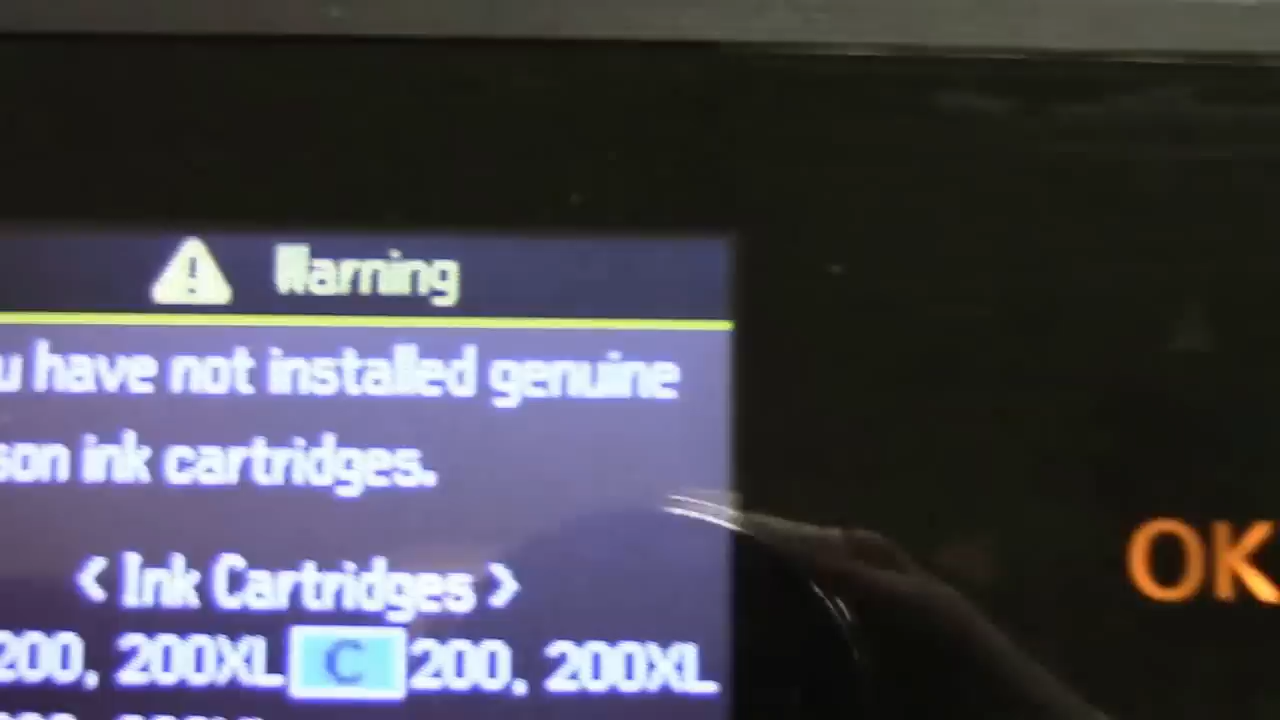 Warning
u have not installed genuine
son ink cartridges.
< Ink Cartridges >
200, 200XL C 200, 200XL
OK